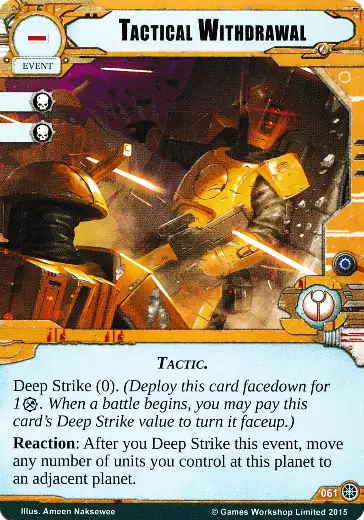 TACTICAL WITHDRAWAL
EVENT
TACTIC.
Deep Strike (0). (Deploy this card facedown for
1. When a battle begins, you may pay this
card's Deep Strike value to turn it faceup.)
Reaction: After you Deep Strike this event, move
any number of units you control at this planet to
an adjacent planet.
061
Illus. Ameen Naksewee
© Games Workshop Limited 2015